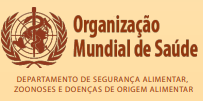 Organização
Mundial de Saúde
DEPARTAMENTO DE SEGURANÇA ALIMENTAR,
ZOONOSES E DOENÇAS DE ORIGEM ALIMENTAR